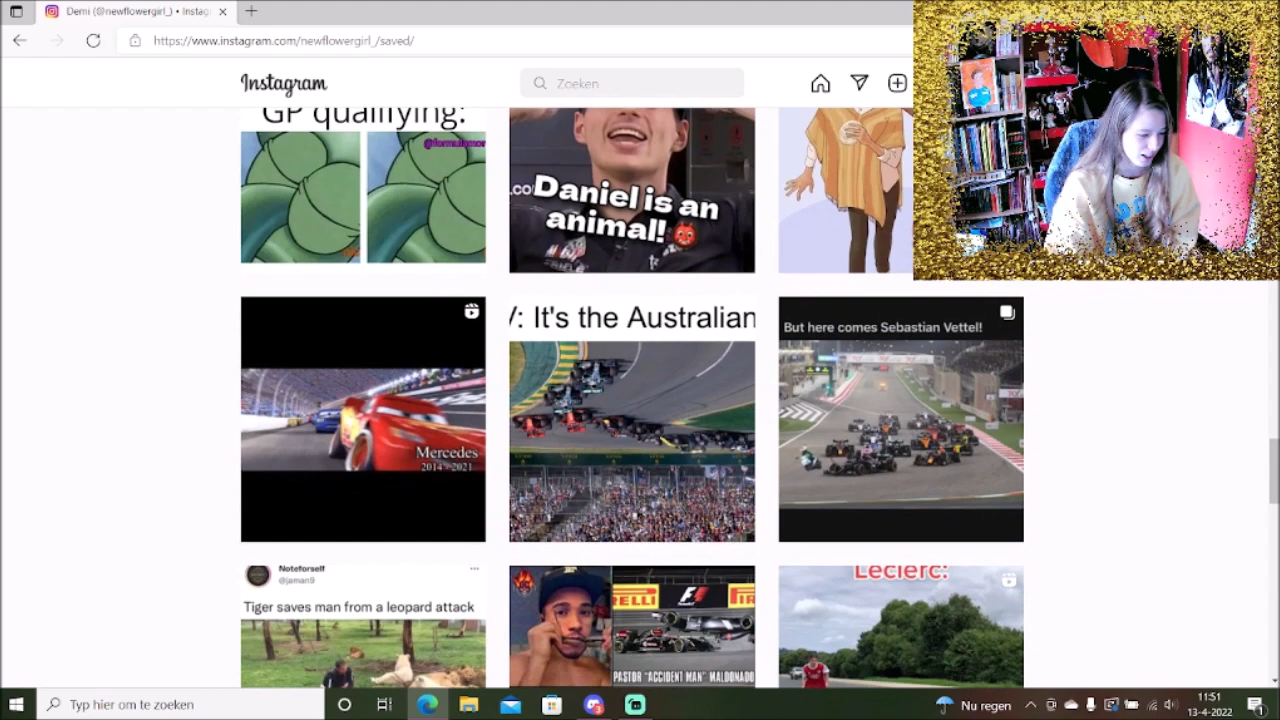 Demi (@newflowergirl_) • Instag
https://www.instagram.com/newflowergirl_/saved/
Instagram
Zoeken
GP qualifying:
Daniel is an
animal!
Mercedes
2014 - 2021
: It's the Australian
But here comes Sebastian Vettel!
Noteforself
@jaman9
Tiger saves man from a leopard attack
F1
PASTOR "ACCIDENT MAN" MALDONADO
Leclerc:
Typ hier om te zoeken
Nu regen
11:51
13-4-2022